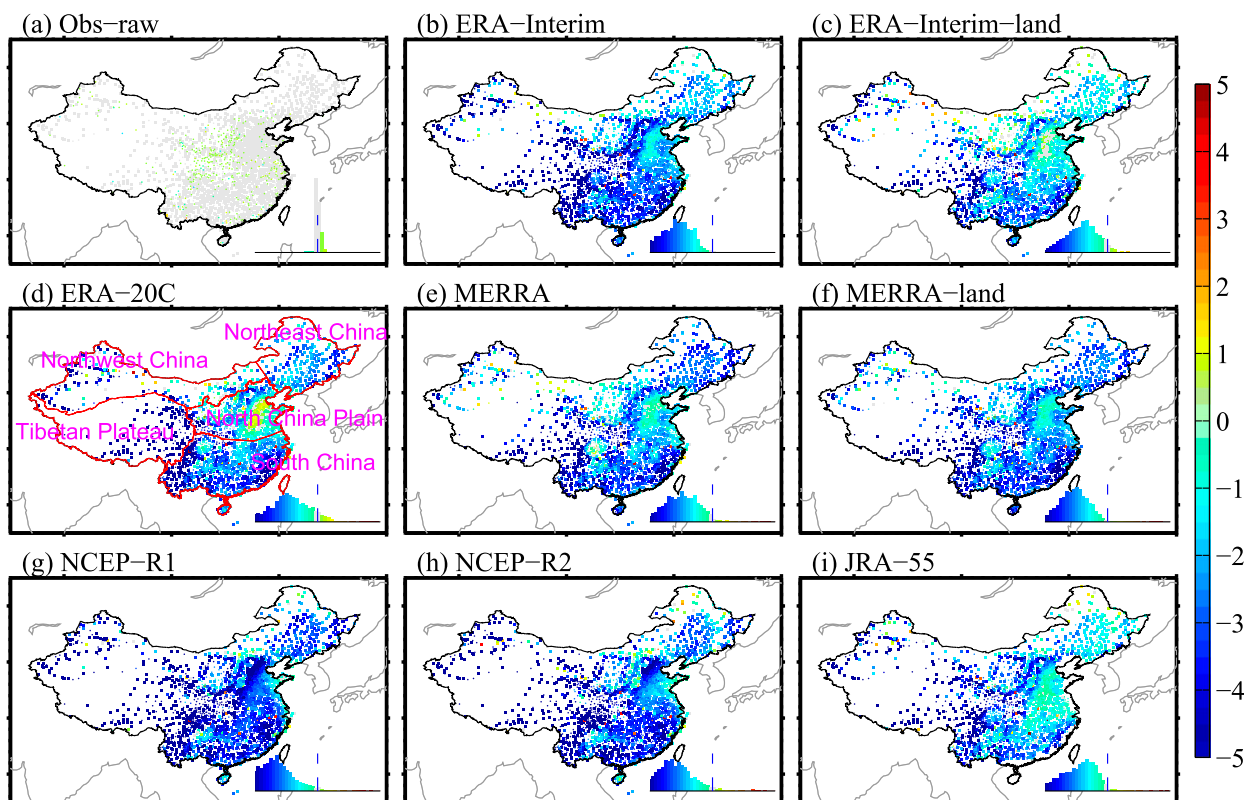 (a) Obs−raw
(b) ERA−Interim
(c) ERA−Interim−land
(d) ERA−20C
Northeast China
Northwest China
North China Plain
Tibetan Plateau
South China
(e) MERRA
(f) MERRA−land
(g) NCEP−R1
(h) NCEP−R2
(i) JRA−55
5
4
3
2
1
0
−1
−2
−3
−4
−5